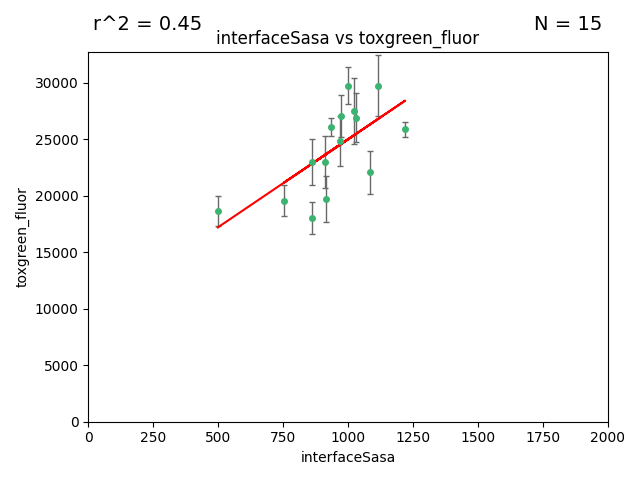 r^2 = 0.45
N = 15
interfaceSasa vs toxgreen_fluor
30000
25000
20000
15000
10000
5000
0
toxgreen_fluor
0 250 500 750 1000 1250 1500 1750 2000
interfaceSasa